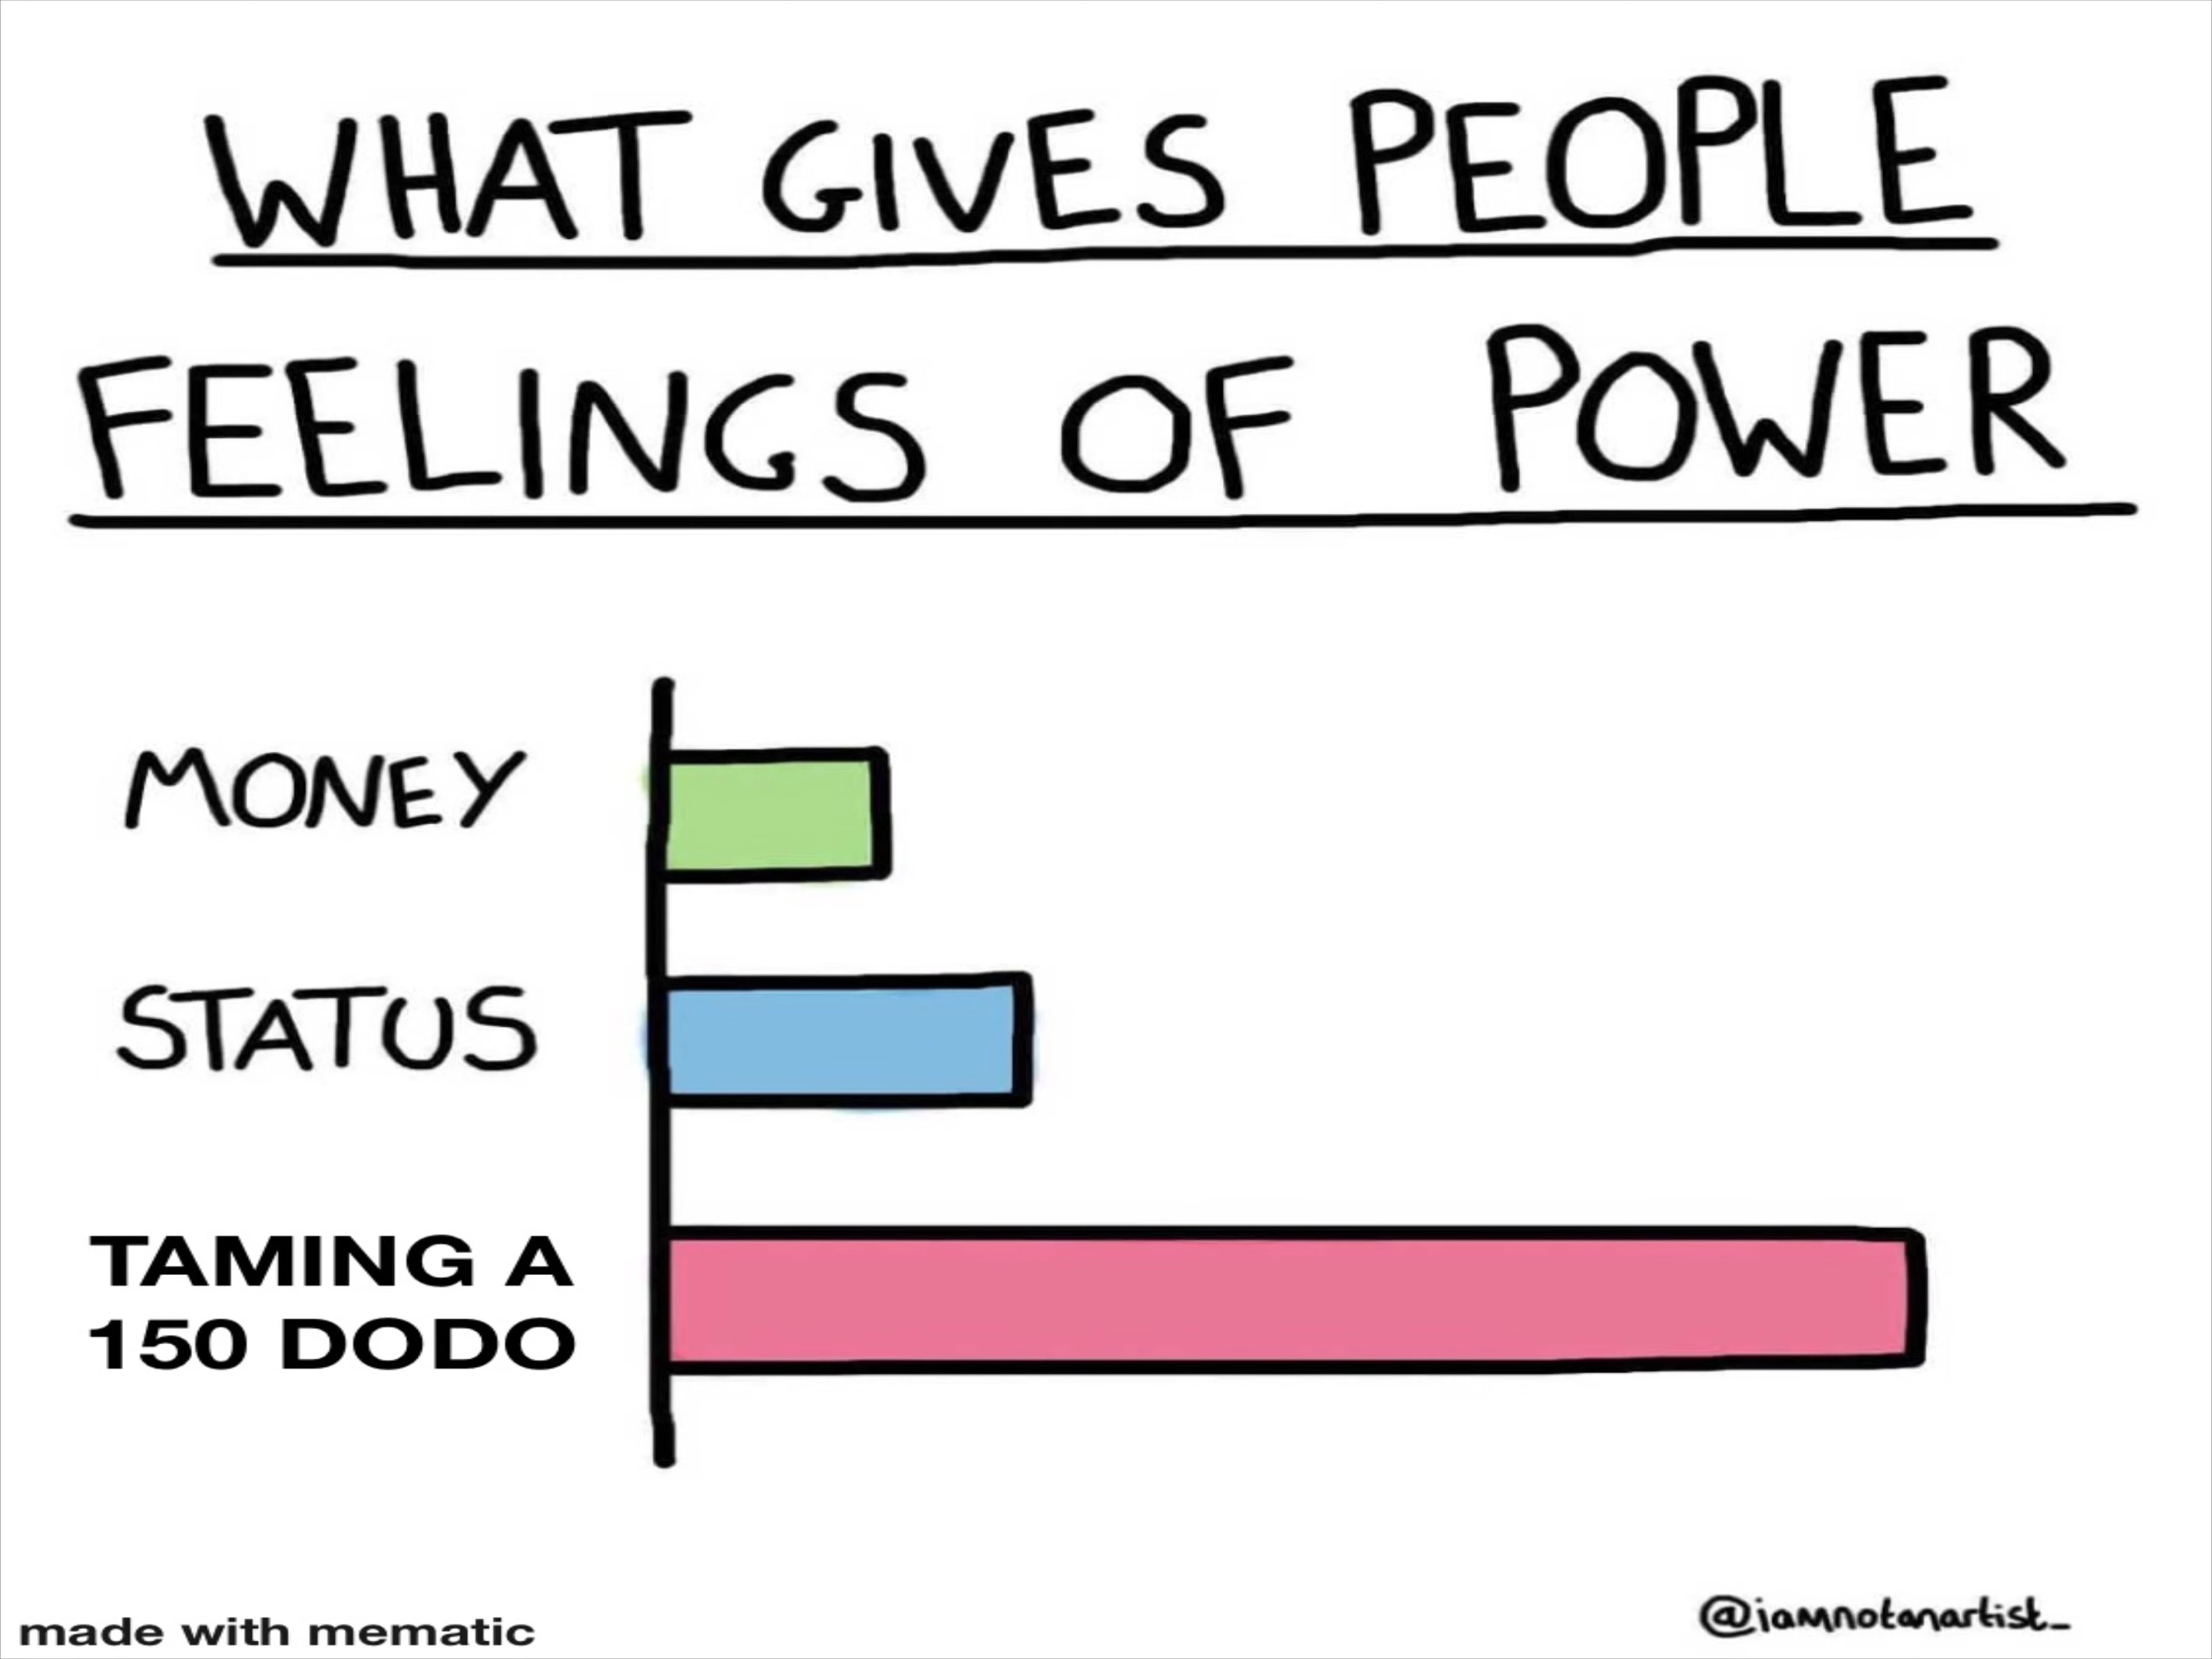 WHAT GIVES PEOPLE
FEELINGS OF POWER
MONEY
STATUS
TAMING A
150 DODO
made with mematic
@iamnotanartist_